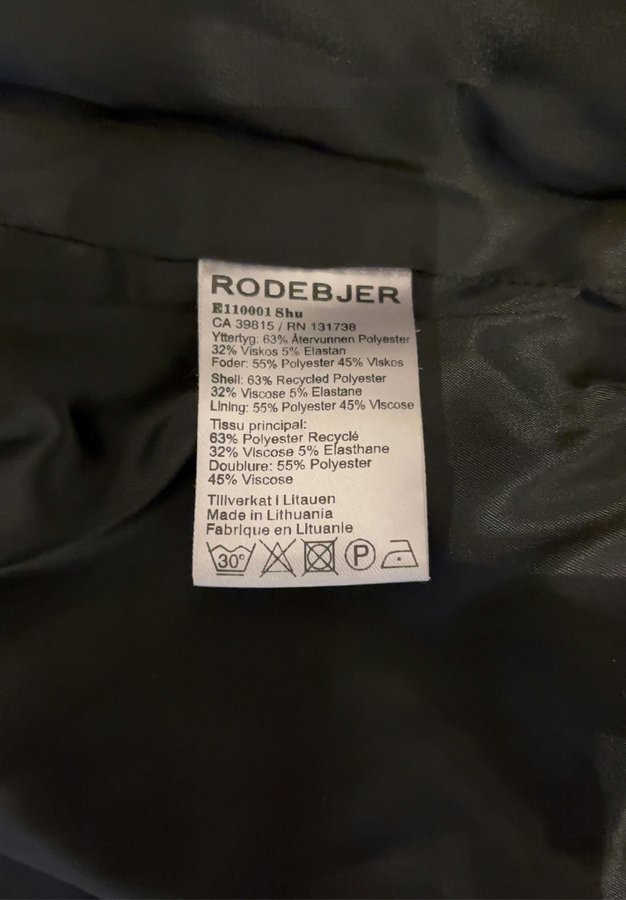 RODEBJER
E110001 Shu
CA 39815 / RN 131738
Yttertyg: 63% Återvunnen Polyester
32% Viskos 5% Elastan
Foder: 55% Polyester 45% Viskos
Shell: 63% Recycled Polyester
32% Viscose 5% Elastane
Lining: 55% Polyester 45% Viscose
Tissu principal:
63% Polyester Recyclé
32% Viscose 5% Elasthane
Doublure: 55% Polyester
45% Viscose
Tillverkat i Litauen
Made in Lithuania
Fabrique en Lituanie
30° P